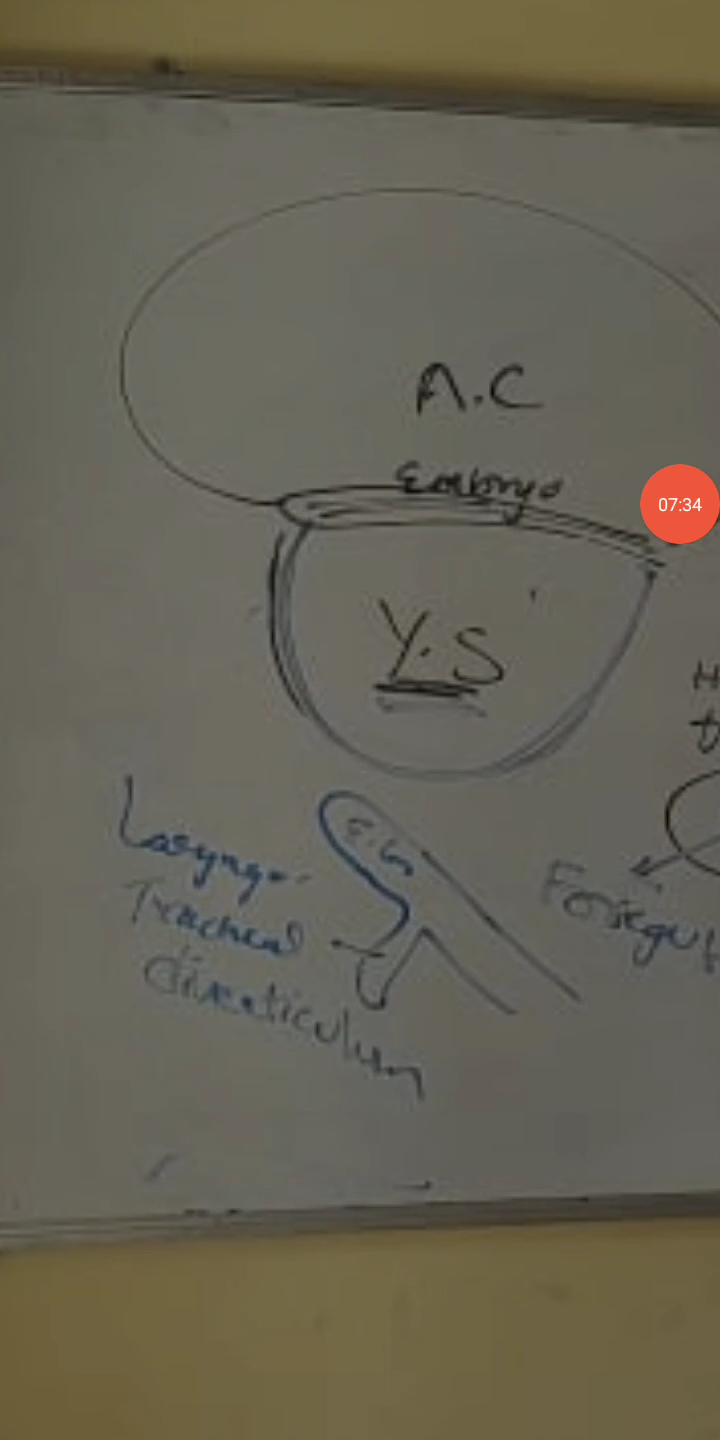 A.C
Embryo
07:34
Y.S
H
Laryngo-
Tracheal
diverticulum
Foregut